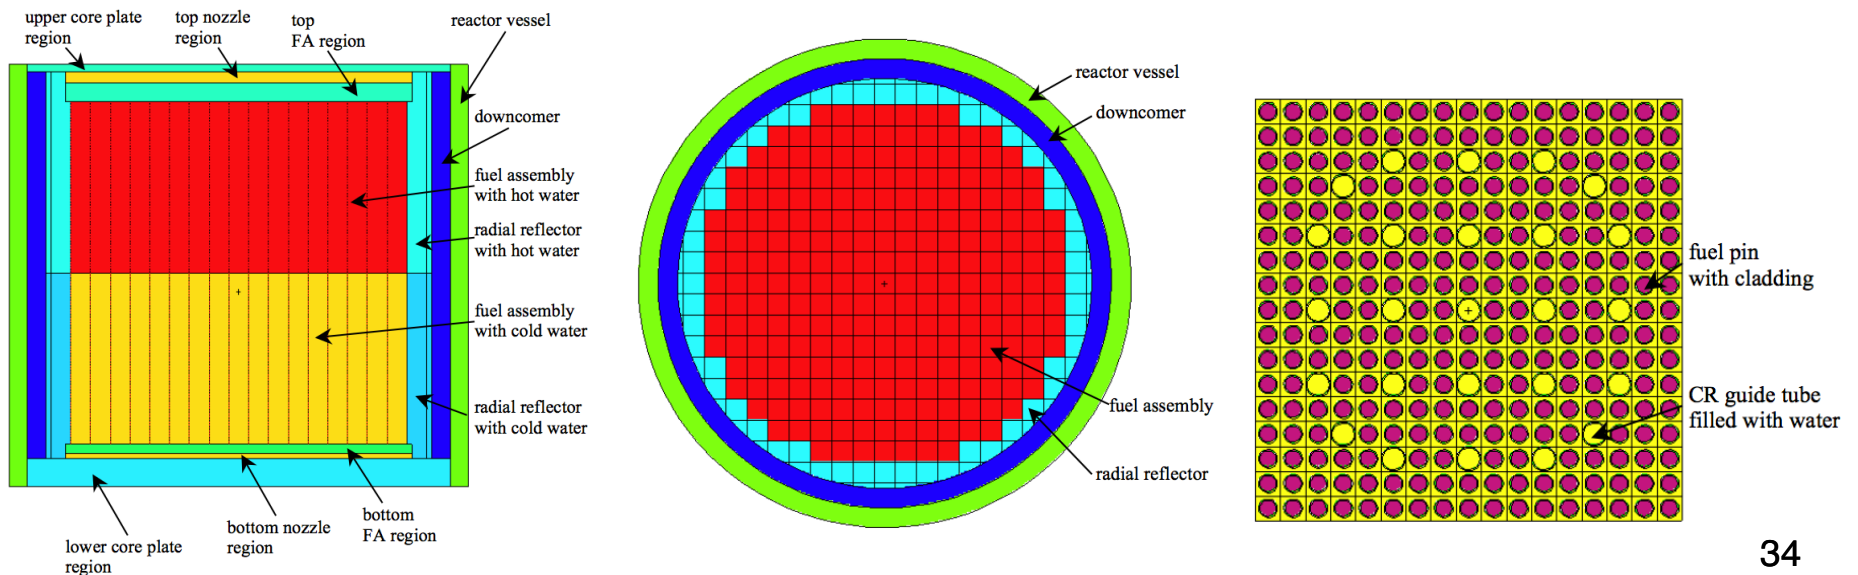 upper core plate
region
top nozzle
region
top
FA region
reactor vessel
downcomer
fuel assembly
with hot water
radial reflector
with hot water
fuel assembly
with cold water
radial reflector
with cold water
bottom
FA region
bottom nozzle
region
lower core plate
region
reactor vessel
downcomer
fuel assembly
radial reflector
fuel pin
with cladding
CR guide tube
filled with water
34